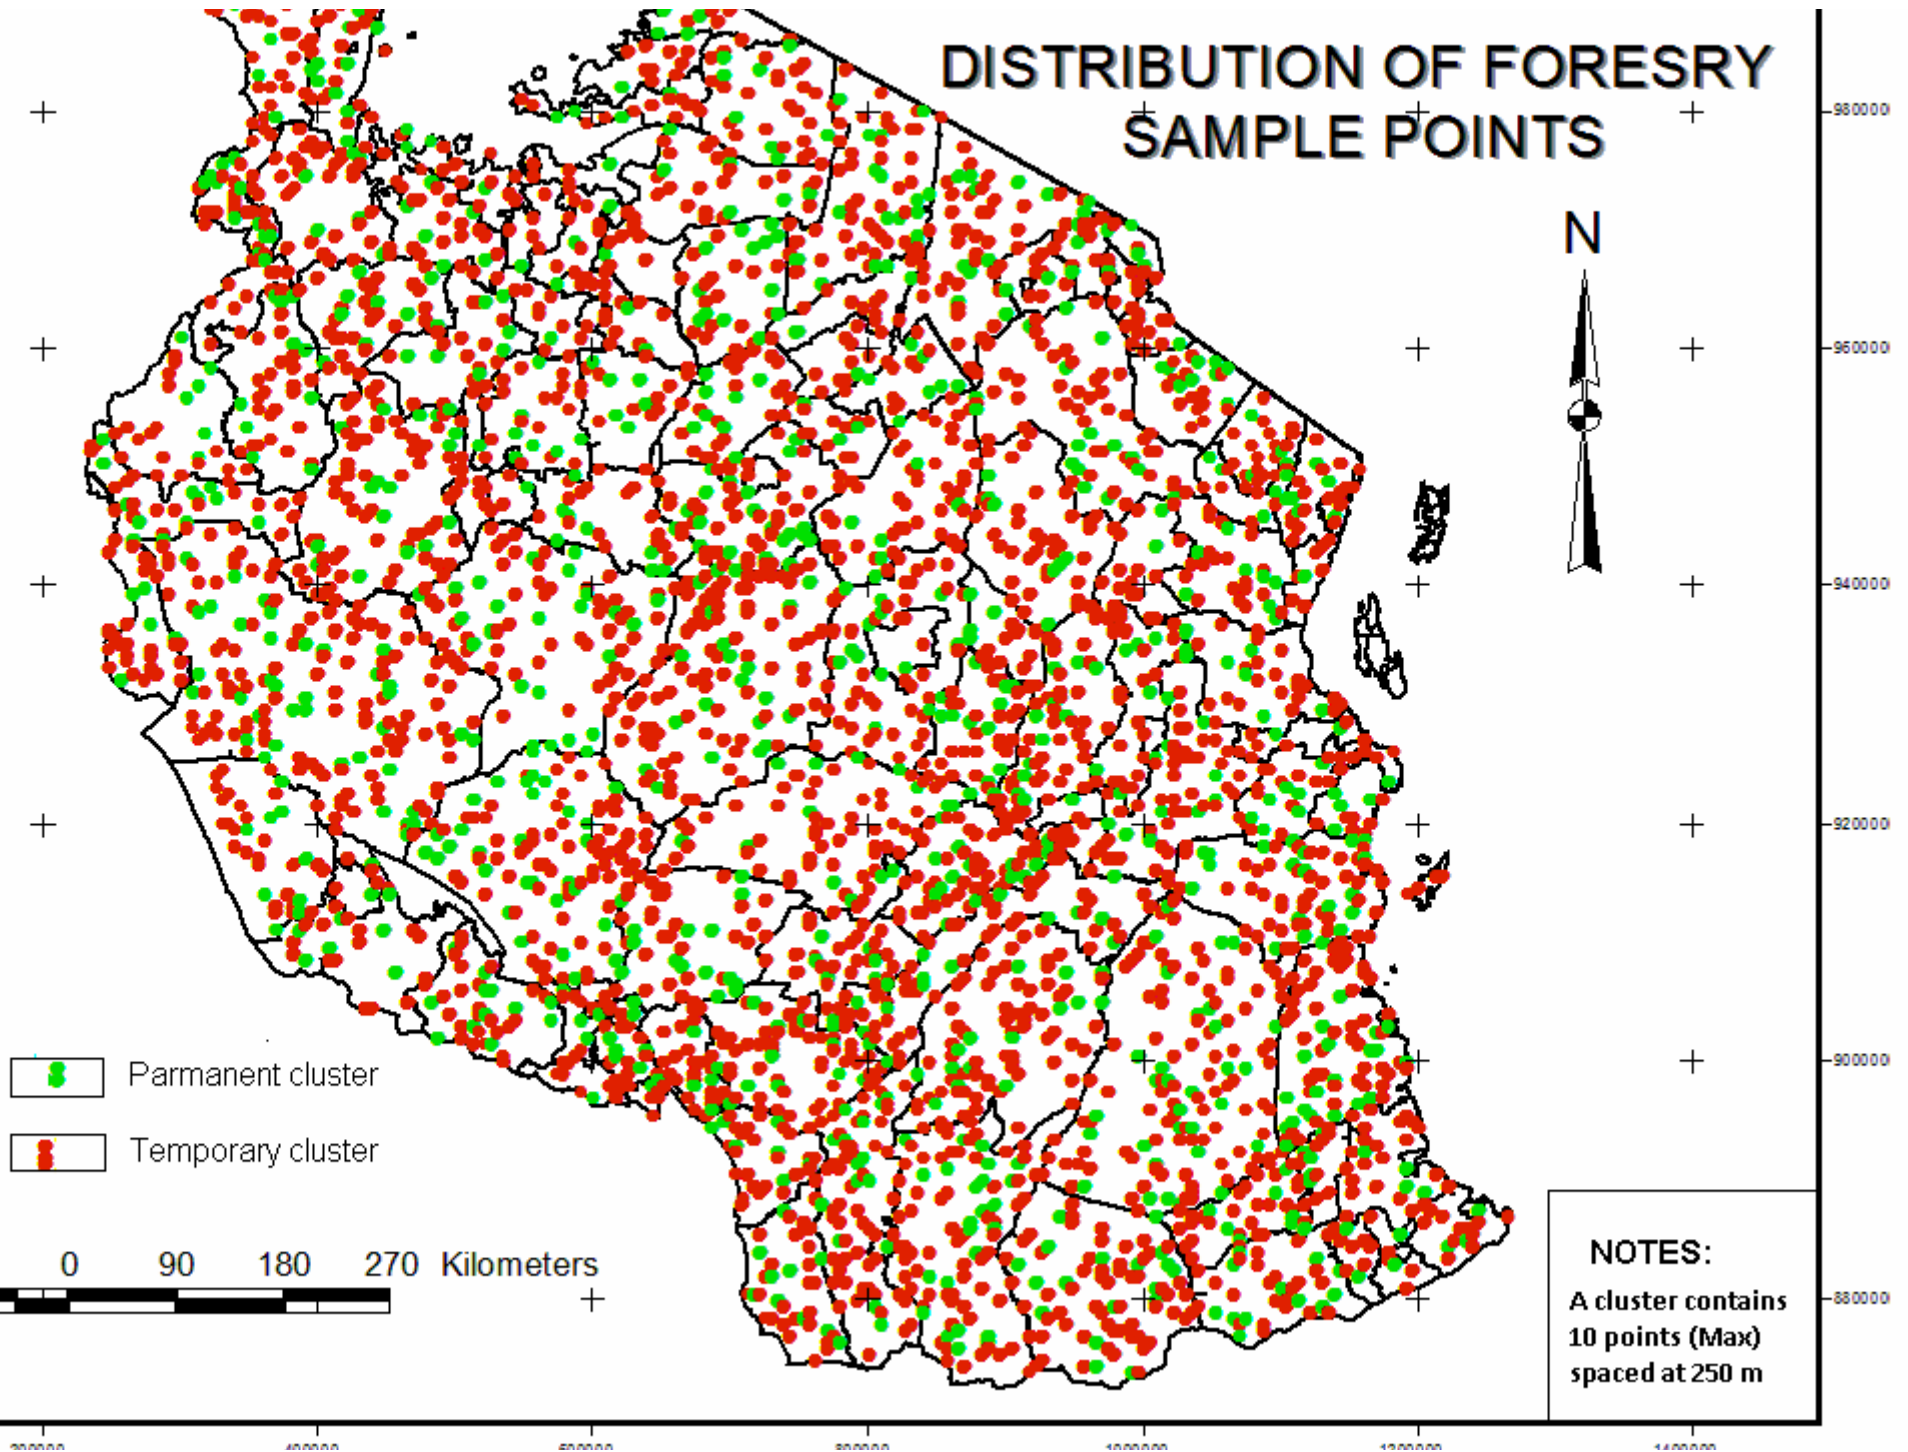 DISTRIBUTION OF FORESRY
SAMPLE POINTS
N
980000
960000
940000
920000
900000
880000
Parmanent cluster
Temporary cluster
0 90 180 270 Kilometers
NOTES:
A cluster contains
10 points (Max)
spaced at 250 m